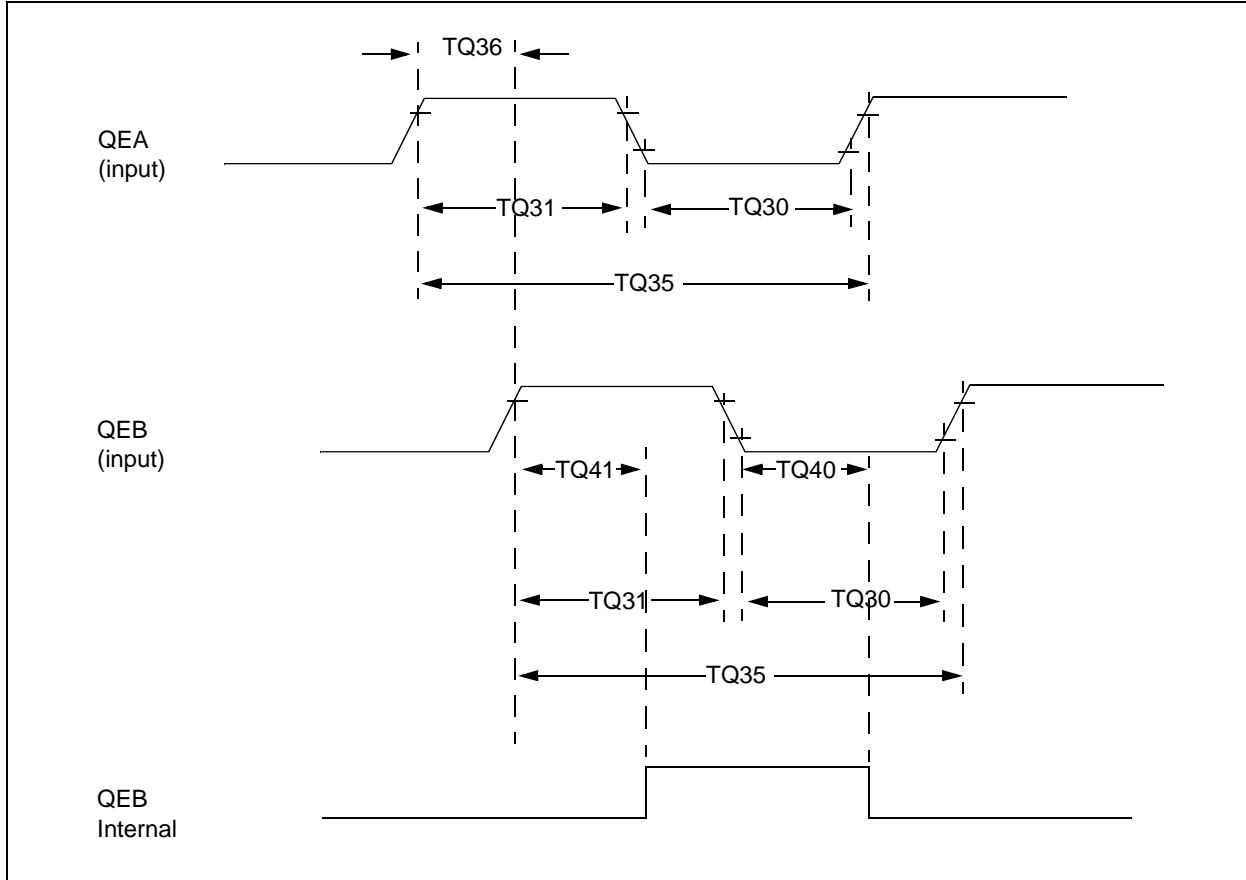 TQ36
QEA
(input)
TQ31
TQ30
TQ35
QEB
(input)
TQ41
TQ40
TQ31
TQ30
TQ35
QEB
Internal